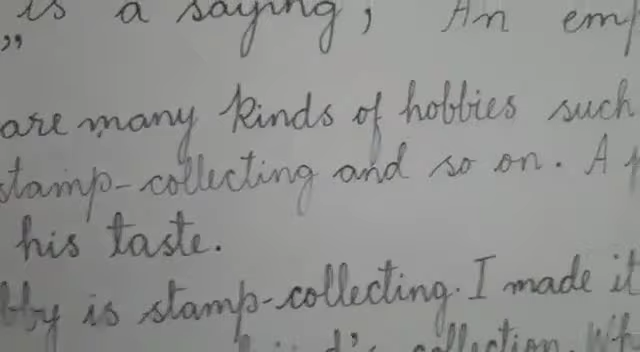 is a saying, An
"
are many kinds of hobbies such
stamp-collecting and so on. A
his taste.
is stamp-collecting. I made it
collection.